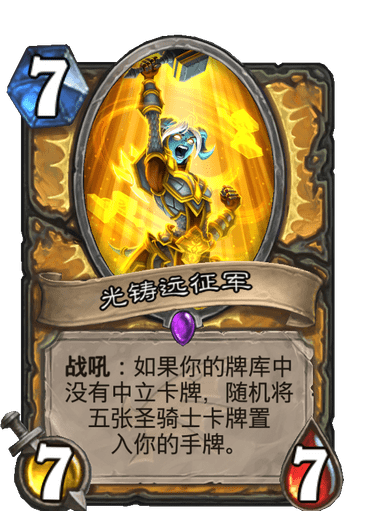 7
光铸远征军
战吼：如果你的牌库中
没有中立卡牌，随机将
五张圣骑士卡牌置
入你的手牌。
7
7